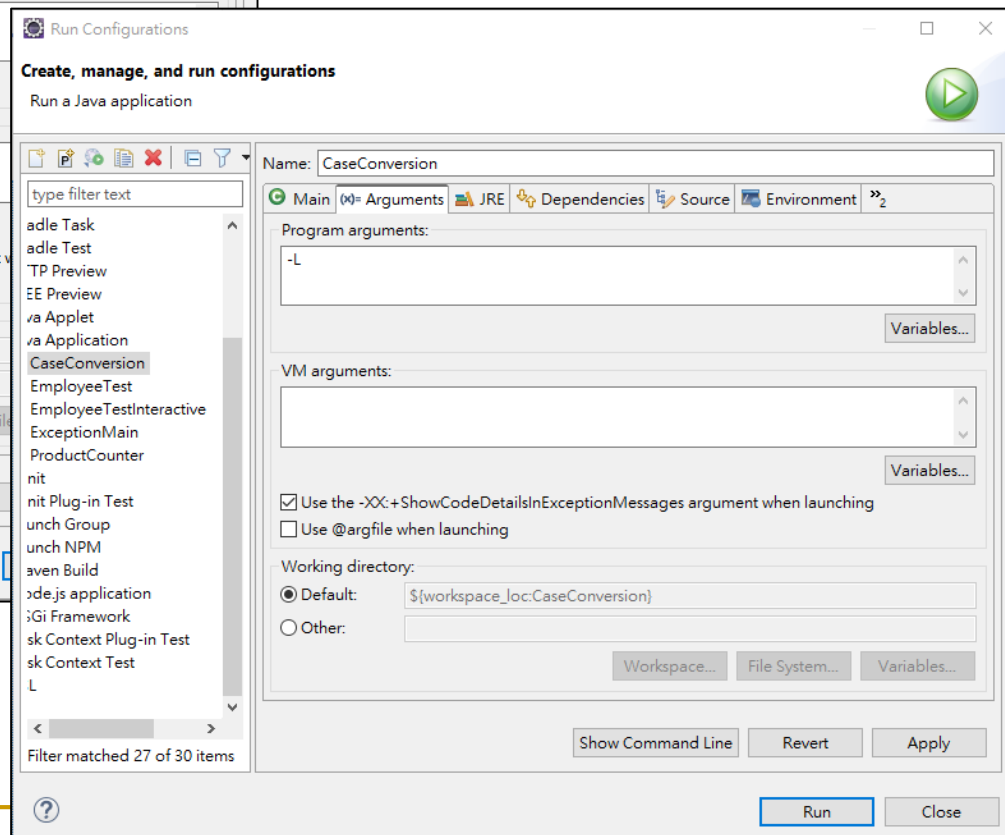 Run Configurations
Create, manage, and run configurations
Run a Java application
type filter text
adle Task
adle Test
TP Preview
EE Preview
va Applet
va Application
CaseConversion
EmployeeTest
EmployeeTestInteractive
ExceptionMain
ProductCounter
nit
nit Plug-in Test
unch Group
unch NPM
aven Build
ode.js application
SGi Framework
sk Context Plug-in Test
sk Context Test
L
Filter matched 27 of 30 items
Name: CaseConversion
Main (x)= Arguments JRE Dependencies Source Environment »2
Program arguments:
-L
Variables...
VM arguments:
Variables...
Use the -XX:+ShowCodeDetailsInExceptionMessages argument when launching
Use @argfile when launching
Working directory:
Default: ${workspace_loc:CaseConversion}
Other:
Workspace... File System... Variables...
Show Command Line Revert Apply
Run Close